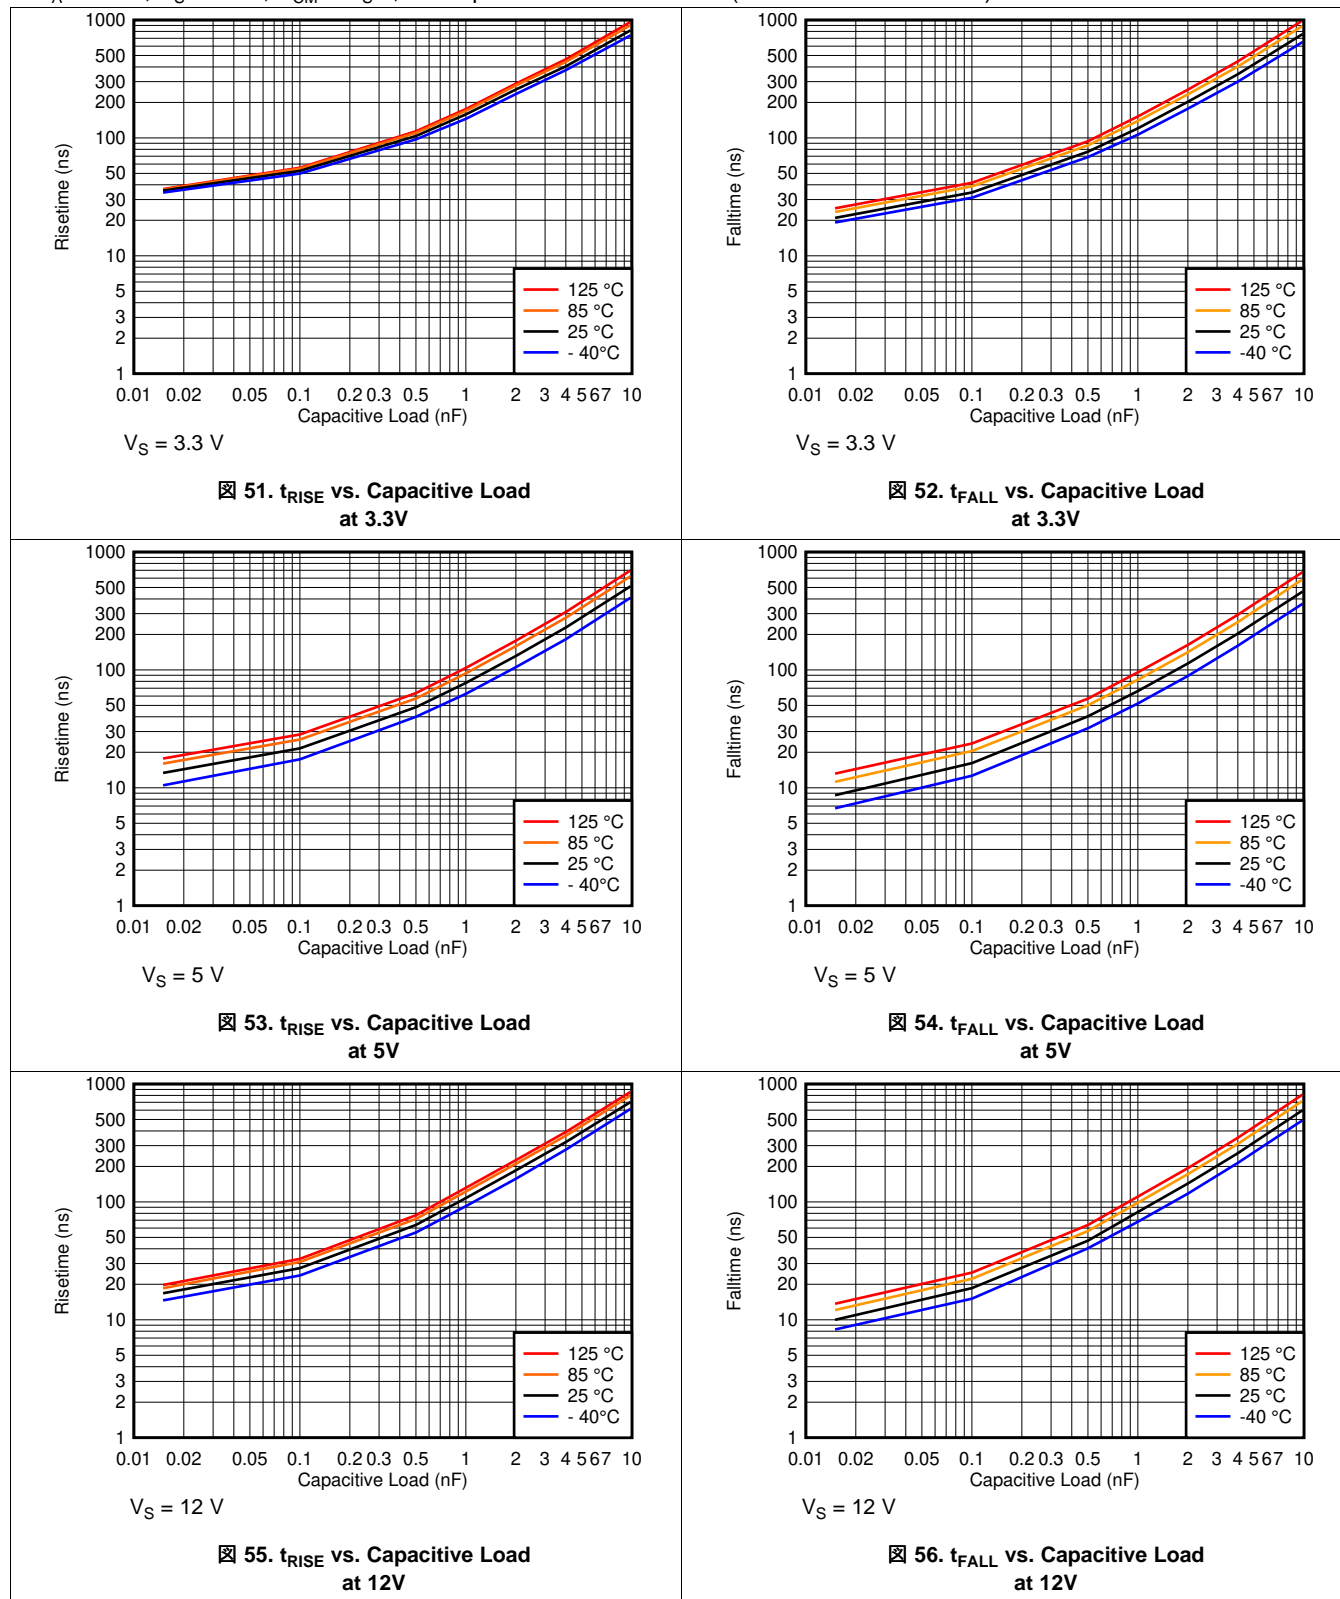 1000
500
300
200
100
50
30
20
10
5
3
2
1
Risetime (ns)
125 °C
85 °C
25 °C
- 40°C
0.01 0.02 0.05 0.1 0.2 0.3 0.5 1 2 3 4 5 6 7 10
Capacitive Load (nF)
VS = 3.3 V
図 51. tRISE vs. Capacitive Load
at 3.3V
1000
500
300
200
100
50
30
20
10
5
3
2
1
Falltime (ns)
125 °C
85 °C
25 °C
-40 °C
0.01 0.02 0.05 0.1 0.2 0.3 0.5 1 2 3 4 5 6 7 10
Capacitive Load (nF)
VS = 3.3 V
図 52. tFALL vs. Capacitive Load
at 3.3V
1000
500
300
200
100
50
30
20
10
5
3
2
1
Risetime (ns)
125 °C
85 °C
25 °C
- 40°C
0.01 0.02 0.05 0.1 0.2 0.3 0.5 1 2 3 4 5 6 7 10
Capacitive Load (nF)
VS = 5 V
図 53. tRISE vs. Capacitive Load
at 5V
1000
500
300
200
100
50
30
20
10
5
3
2
1
Falltime (ns)
125 °C
85 °C
25 °C
-40 °C
0.01 0.02 0.05 0.1 0.2 0.3 0.5 1 2 3 4 5 6 7 10
Capacitive Load (nF)
VS = 5 V
図 54. tFALL vs. Capacitive Load
at 5V
1000
500
300
200
100
50
30
20
10
5
3
2
1
Risetime (ns)
125 °C
85 °C
25 °C
- 40°C
0.01 0.02 0.05 0.1 0.2 0.3 0.5 1 2 3 4 5 6 7 10
Capacitive Load (nF)
VS = 12 V
図 55. tRISE vs. Capacitive Load
at 12V
1000
500
300
200
100
50
30
20
10
5
3
2
1
Falltime (ns)
125 °C
85 °C
25 °C
-40 °C
0.01 0.02 0.05 0.1 0.2 0.3 0.5 1 2 3 4 5 6 7 10
Capacitive Load (nF)
VS = 12 V
図 56. tFALL vs. Capacitive Load
at 12V